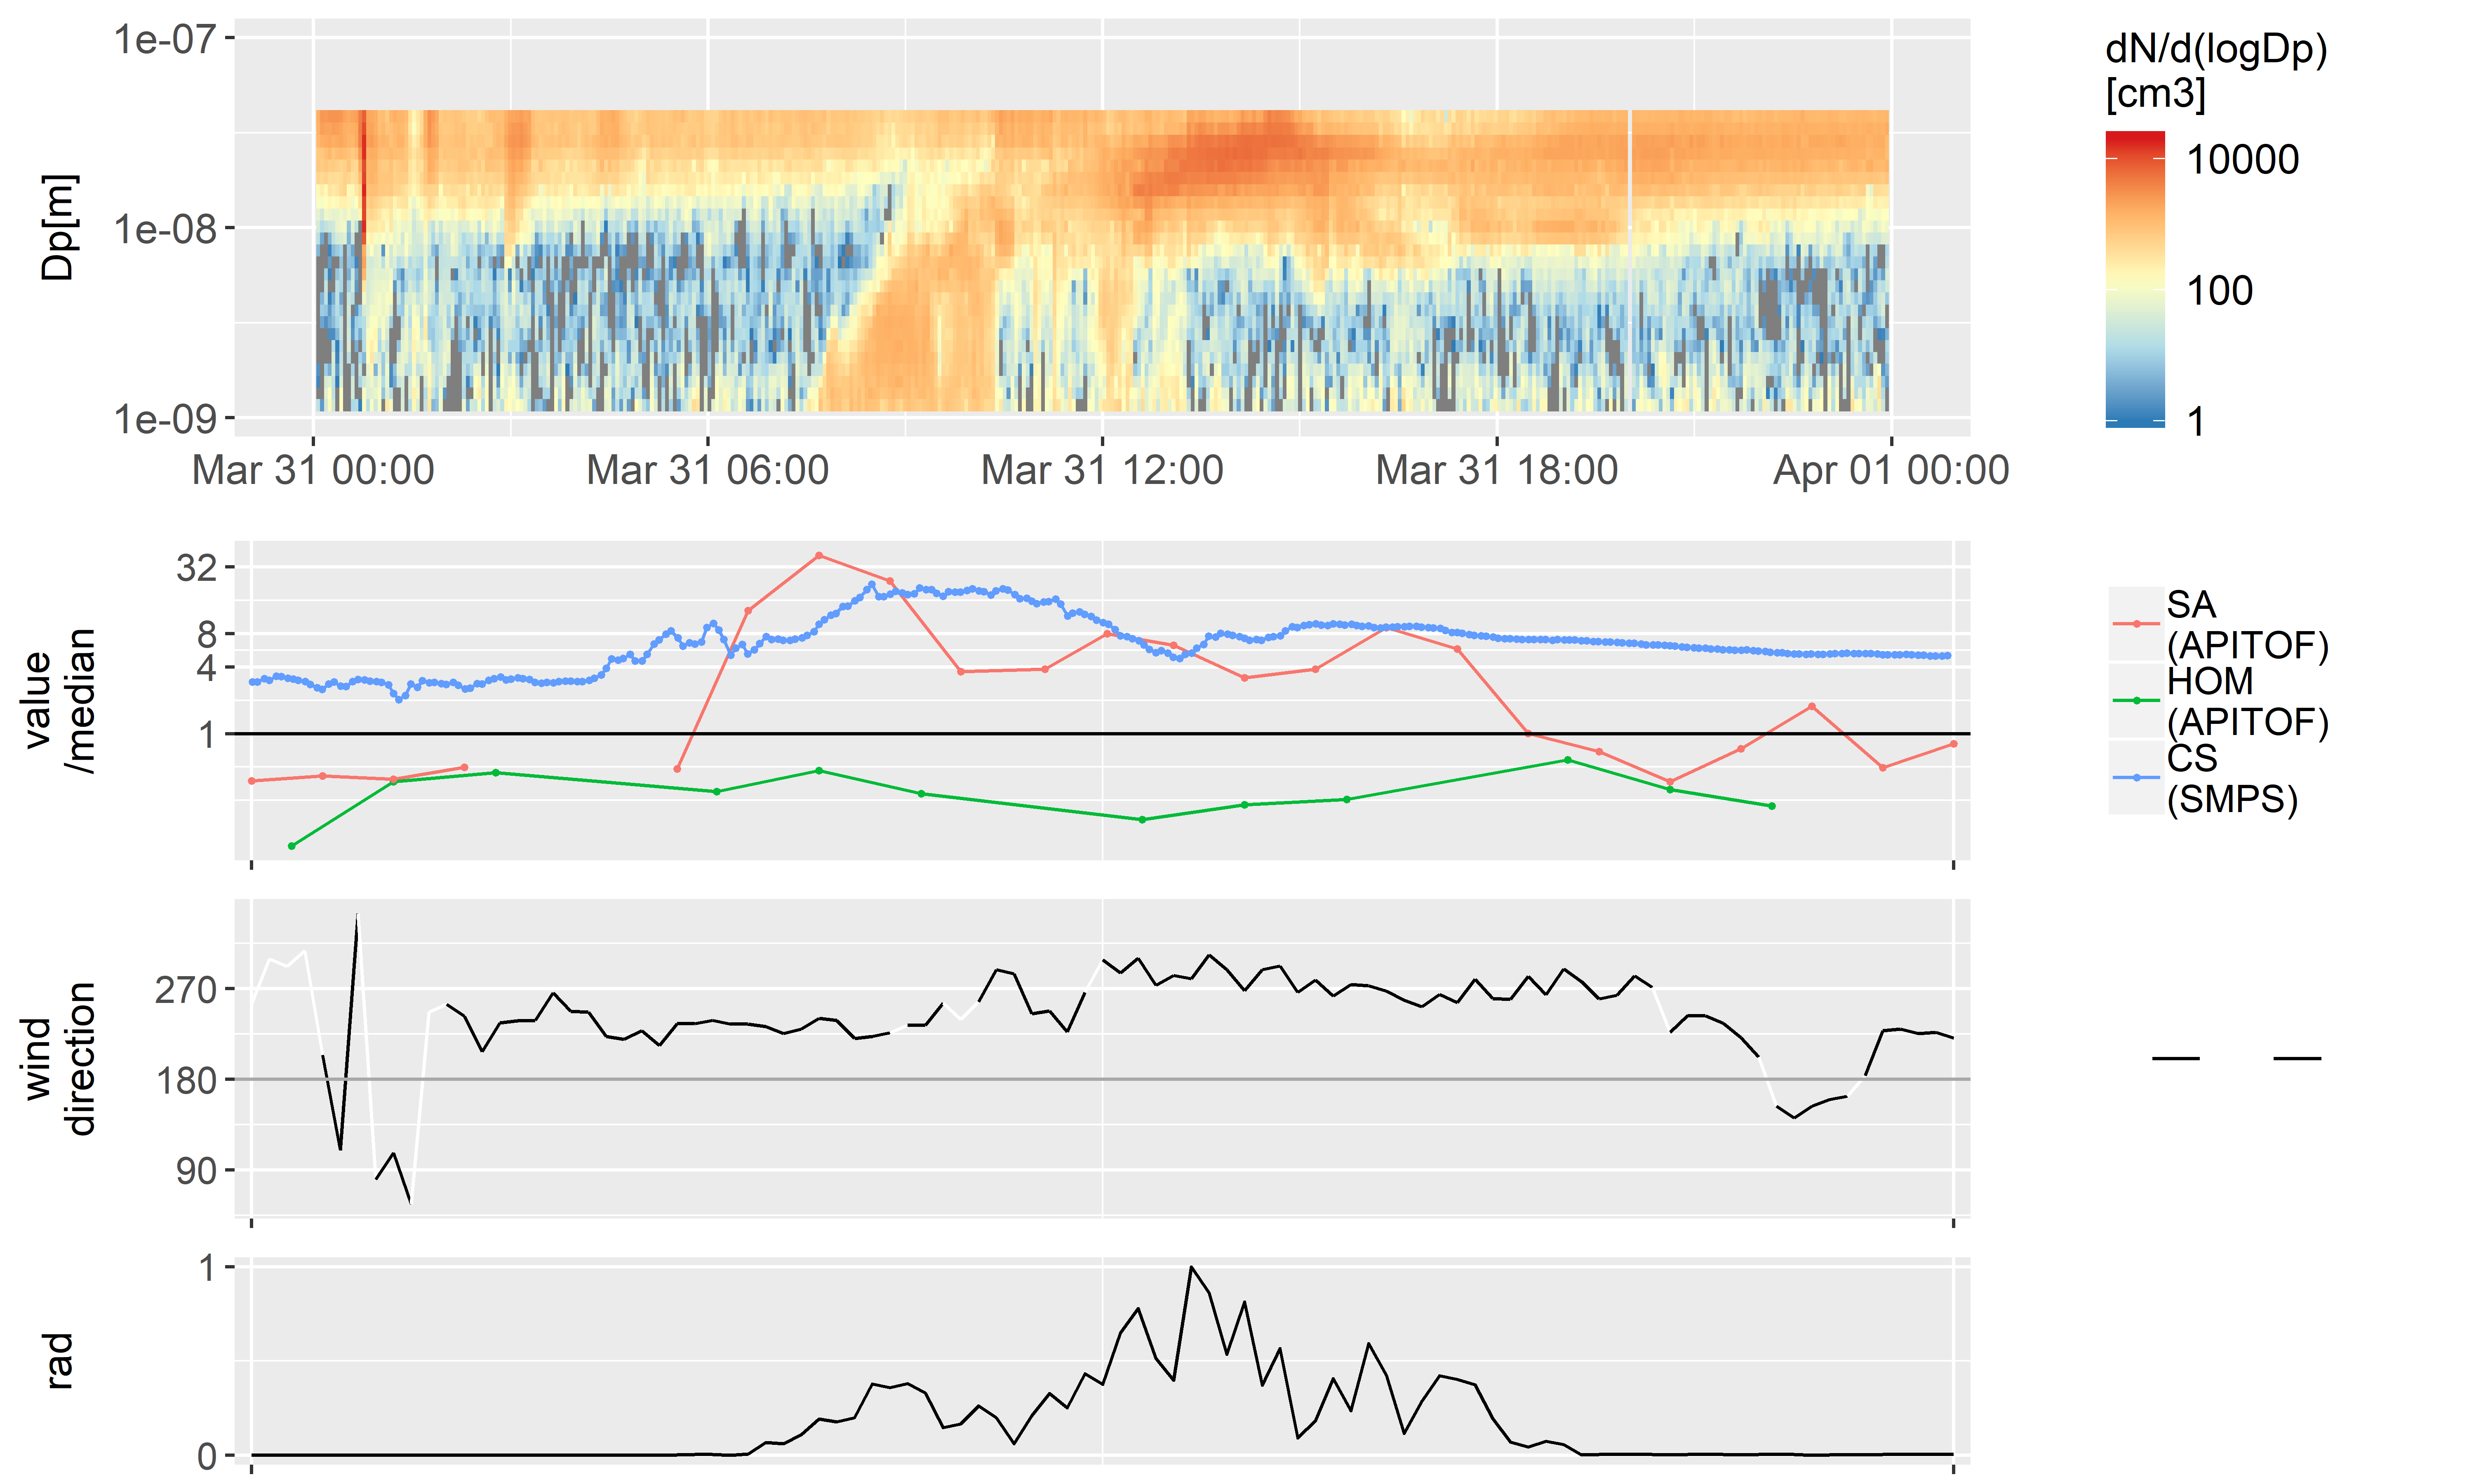 1e-07
1e-08
1e-09
Dp[m]
Mar 31 00:00
Mar 31 06:00
Mar 31 12:00
Mar 31 18:00
Apr 01 00:00
dN/d(logDp)
[cm3]
10000
100
1
32
8
4
1
value
/median
SA
(APITOF)
HOM
(APITOF)
CS
(SMPS)
270
180
90
wind
direction
1
0
rad